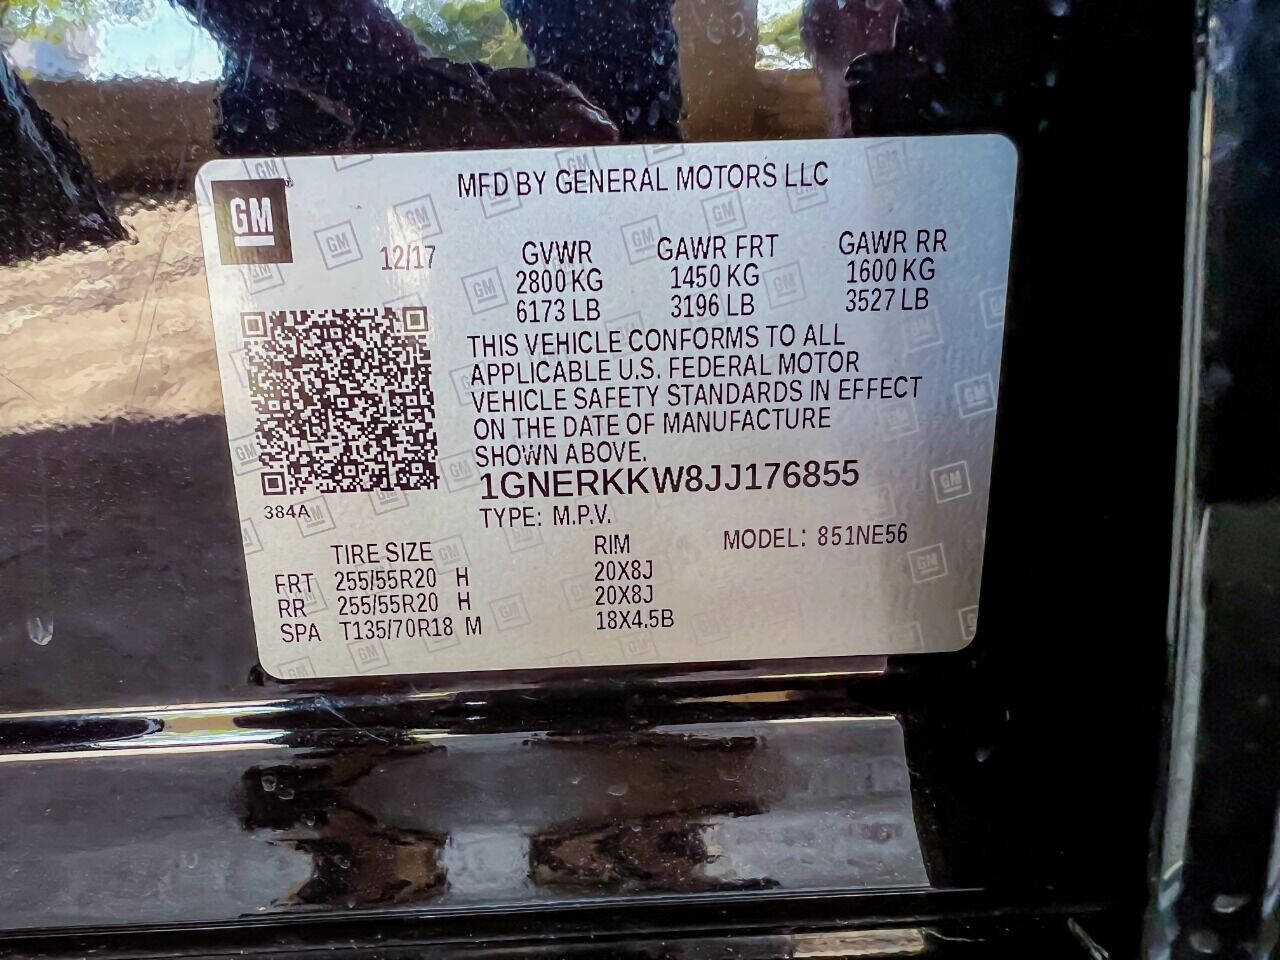 MFD BY GENERAL MOTORS LLC
GM
12/17
GVWR GAWR FRT GAWR RR
2800 KG 1450 KG 1600 KG
6173 LB 3196 LB 3527 LB
THIS VEHICLE CONFORMS TO ALL
APPLICABLE U.S. FEDERAL MOTOR
VEHICLE SAFETY STANDARDS IN EFFECT
ON THE DATE OF MANUFACTURE
SHOWN ABOVE.
1GNERKKW8JJ176855
384A
TYPE: M.P.V.
MODEL: 851NE56
TIRE SIZE RIM
FRT 255/55R20 H 20X8J
RR 255/55R20 H 20X8J
SPA T135/70R18 M 18X4.5B